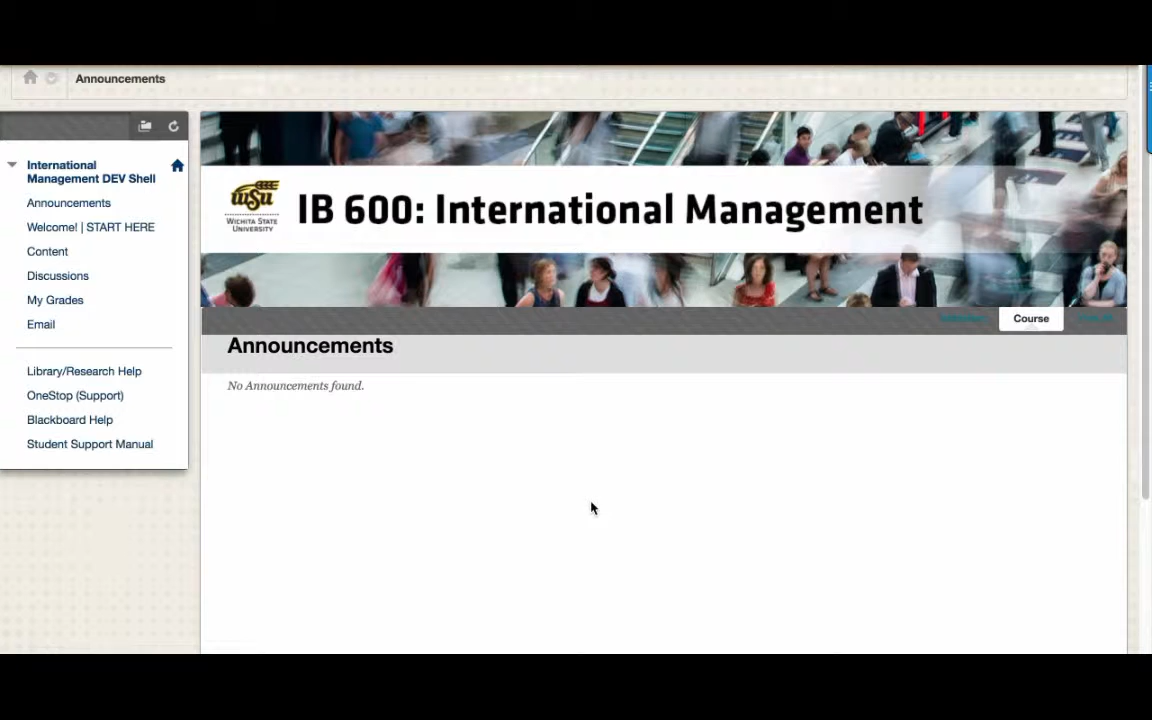 Announcements
International
Management DEV Shell
Announcements
Welcome! | START HERE
Content
Discussions
My Grades
Email
Library/Research Help
OneStop (Support)
Blackboard Help
Student Support Manual
WSU
WICHITA STATE
UNIVERSITY
IB 600: International Management
Course
Announcements
No Announcements found.